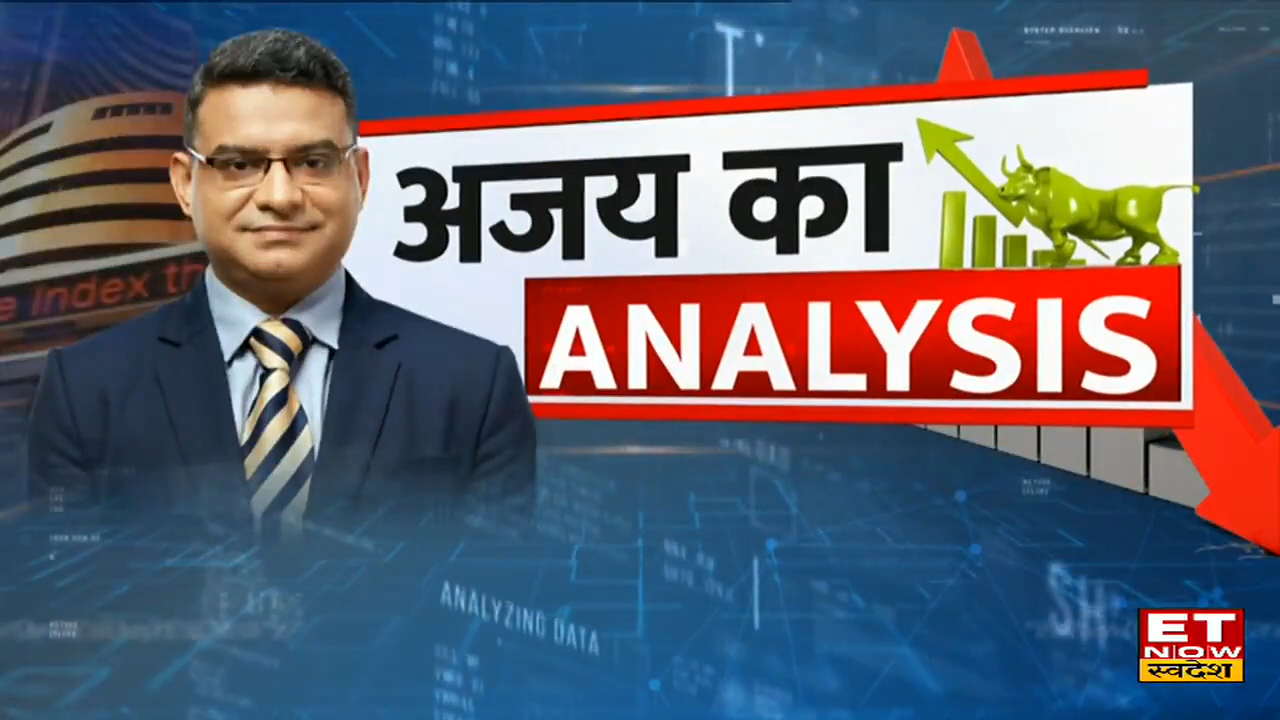 अजय का
ANALYSIS
e Index th
ANALYZING DATA
ET
NOW
स्वदेश